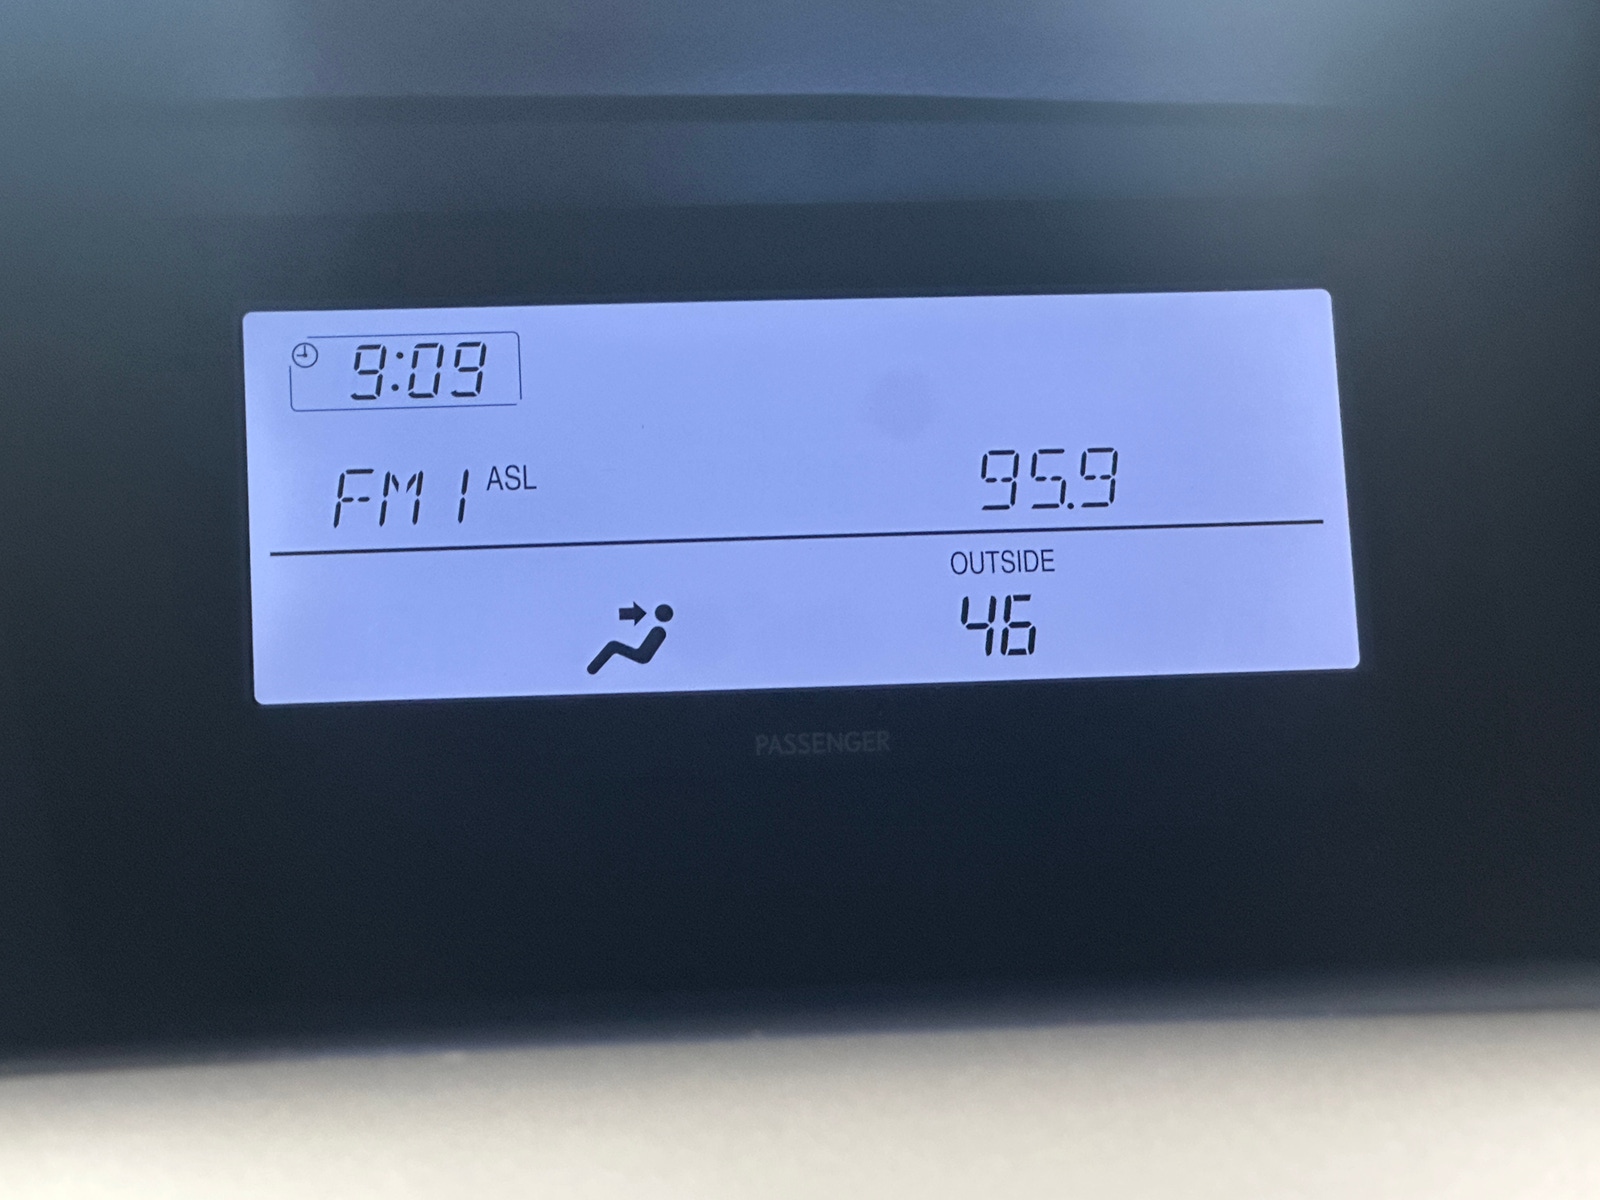 9:09
FM1 ASL 95.9
OUTSIDE
46
PASSENGER